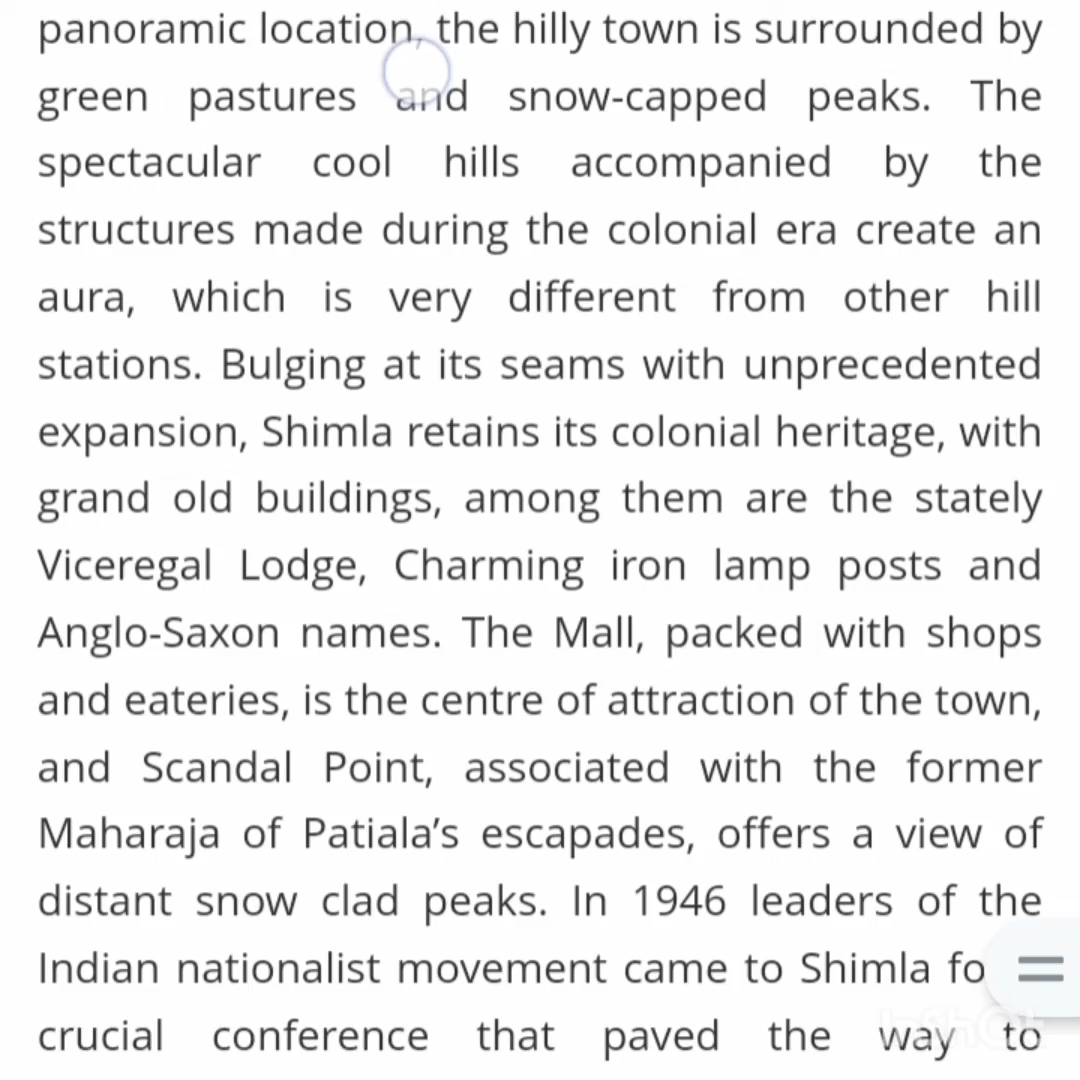 panoramic location, the hilly town is surrounded by
green pastures and snow-capped peaks. The
spectacular cool hills accompanied by the
structures made during the colonial era create an
aura, which is very different from other hill
stations. Bulging at its seams with unprecedented
expansion, Shimla retains its colonial heritage, with
grand old buildings, among them are the stately
Viceregal Lodge, Charming iron lamp posts and
Anglo-Saxon names. The Mall, packed with shops
and eateries, is the centre of attraction of the town,
and Scandal Point, associated with the former
Maharaja of Patiala’s escapades, offers a view of
distant snow clad peaks. In 1946 leaders of the
Indian nationalist movement came to Shimla fo
crucial conference that paved the way to
InShOt